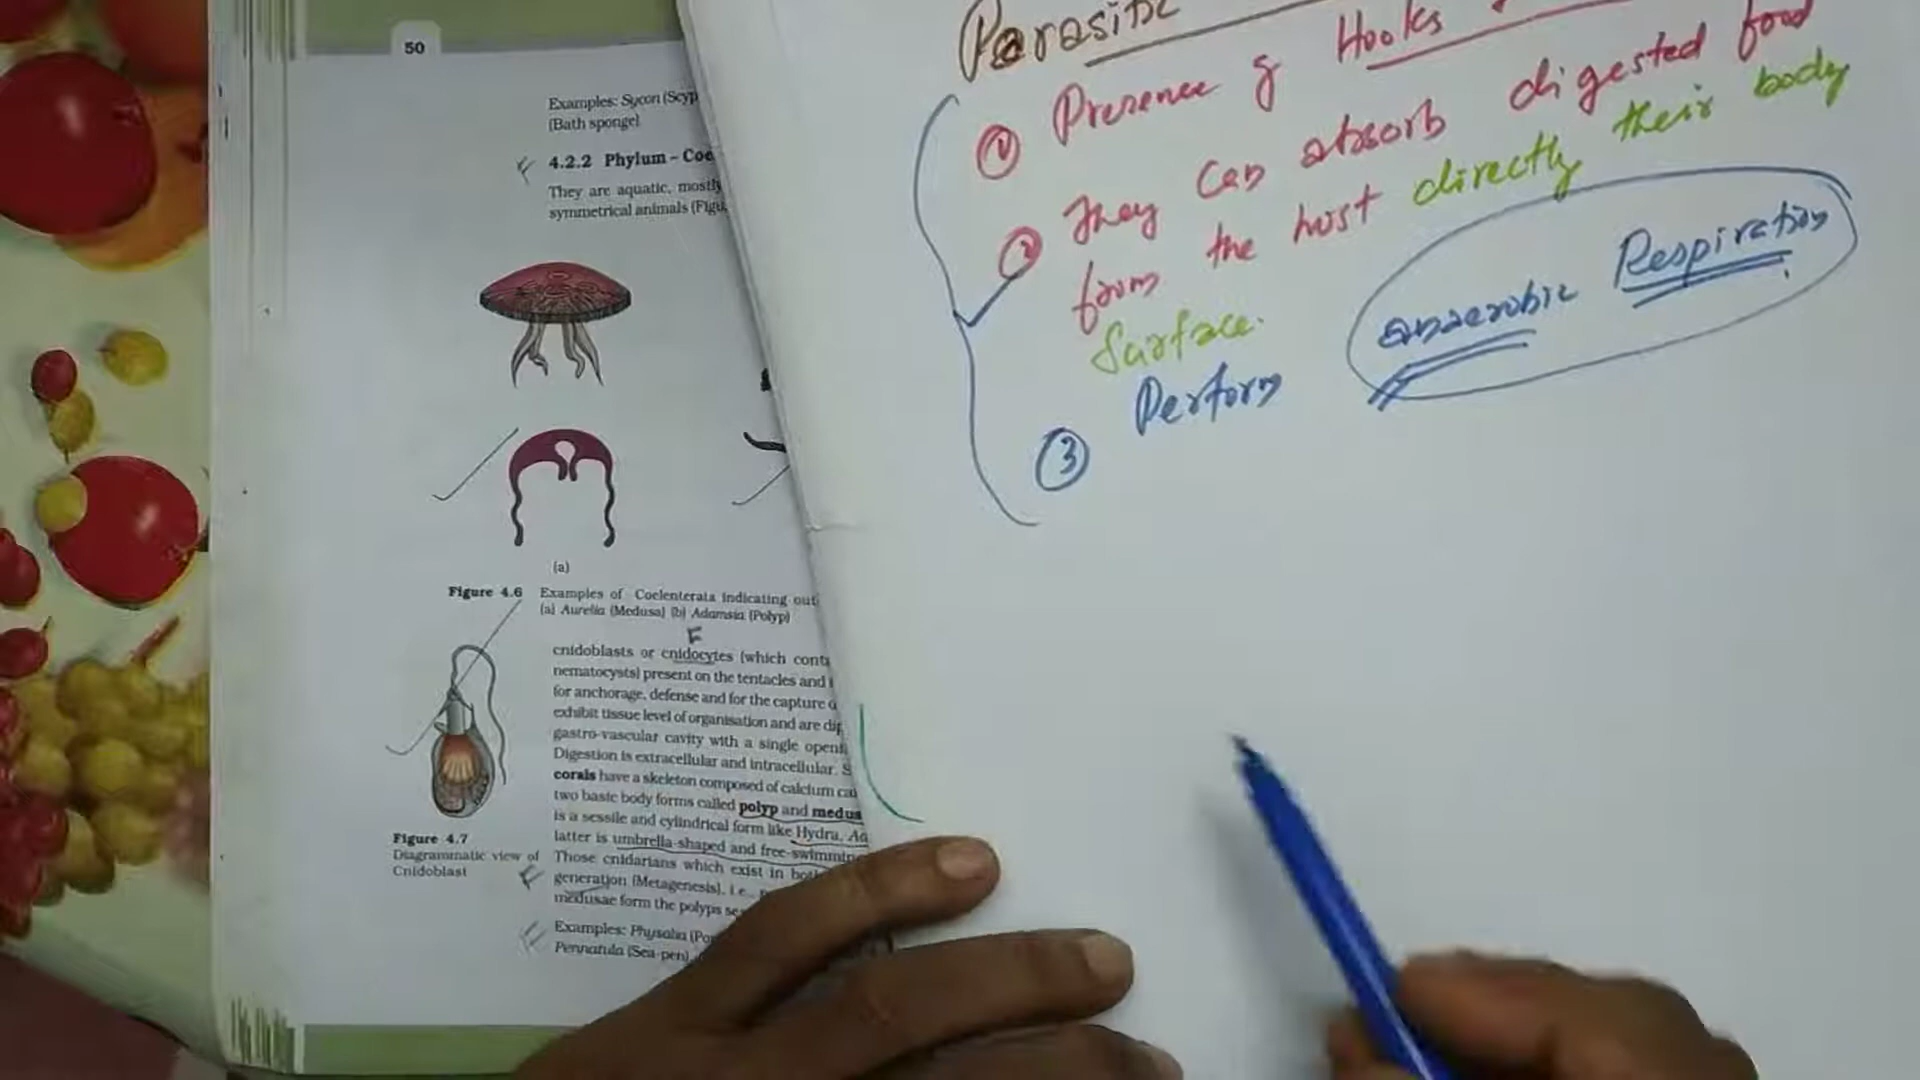 50
Examples: Sycon (Scyp
(Bath sponge)
4.2.2 Phylum – Coe
They are aquatic, mostly
symmetrical animals (Figu
(a)
Figure 4.6 Examples of Coelenterata indicating out
(a) Aurelia (Medusa) (b) Adamsia (Polyp)
F
cnidoblasts or cnidocytes (which cont
nematocysts) present on the tentacles and
for anchorage, defense and for the capture o
exhibit tissue level of organisation and are dip
gastro-vascular cavity with a single openi
Digestion is extracellular and intracellular. S
corals have a skeleton composed of calcium ca
two basic body forms called polyp and medus
is a sessile and cylindrical form like Hydra, Ad
latter is umbrella-shaped and free-swimming
Those cnidarians which exist in both
generation (Metagenesis), i.e.,
medusae form the polyps se
Examples: Physalia (Por
Pennatula (Sea-pen),
Figure 4.7
Diagrammatic view of
Cnidoblast
Parasitic
① Presence of Hooks
② They can absorb digested food
from the host directly their body
Surface.
③ Perform anaerobic Respiration